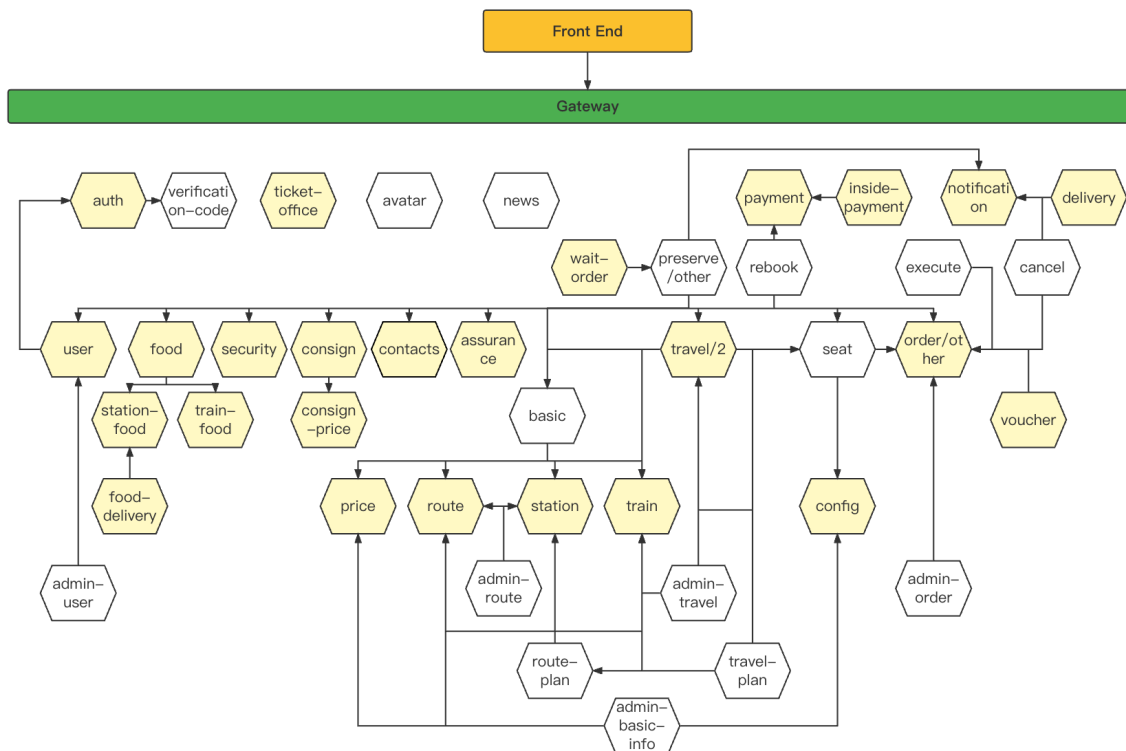 Front End
Gateway
auth
verificati
on-code
ticket-
office
avatar
news
payment
inside-
payment
notificati
on
delivery
wait-
order
preserve
/other
rebook
execute
cancel
user
food
security
consign
contacts
assuran
ce
travel/2
seat
order/ot
her
station-
food
train-
food
consign
-price
basic
voucher
food-
delivery
price
route
station
train
config
admin-
user
admin-
route
admin-
travel
admin-
order
route-
plan
travel-
plan
admin-
basic-
info